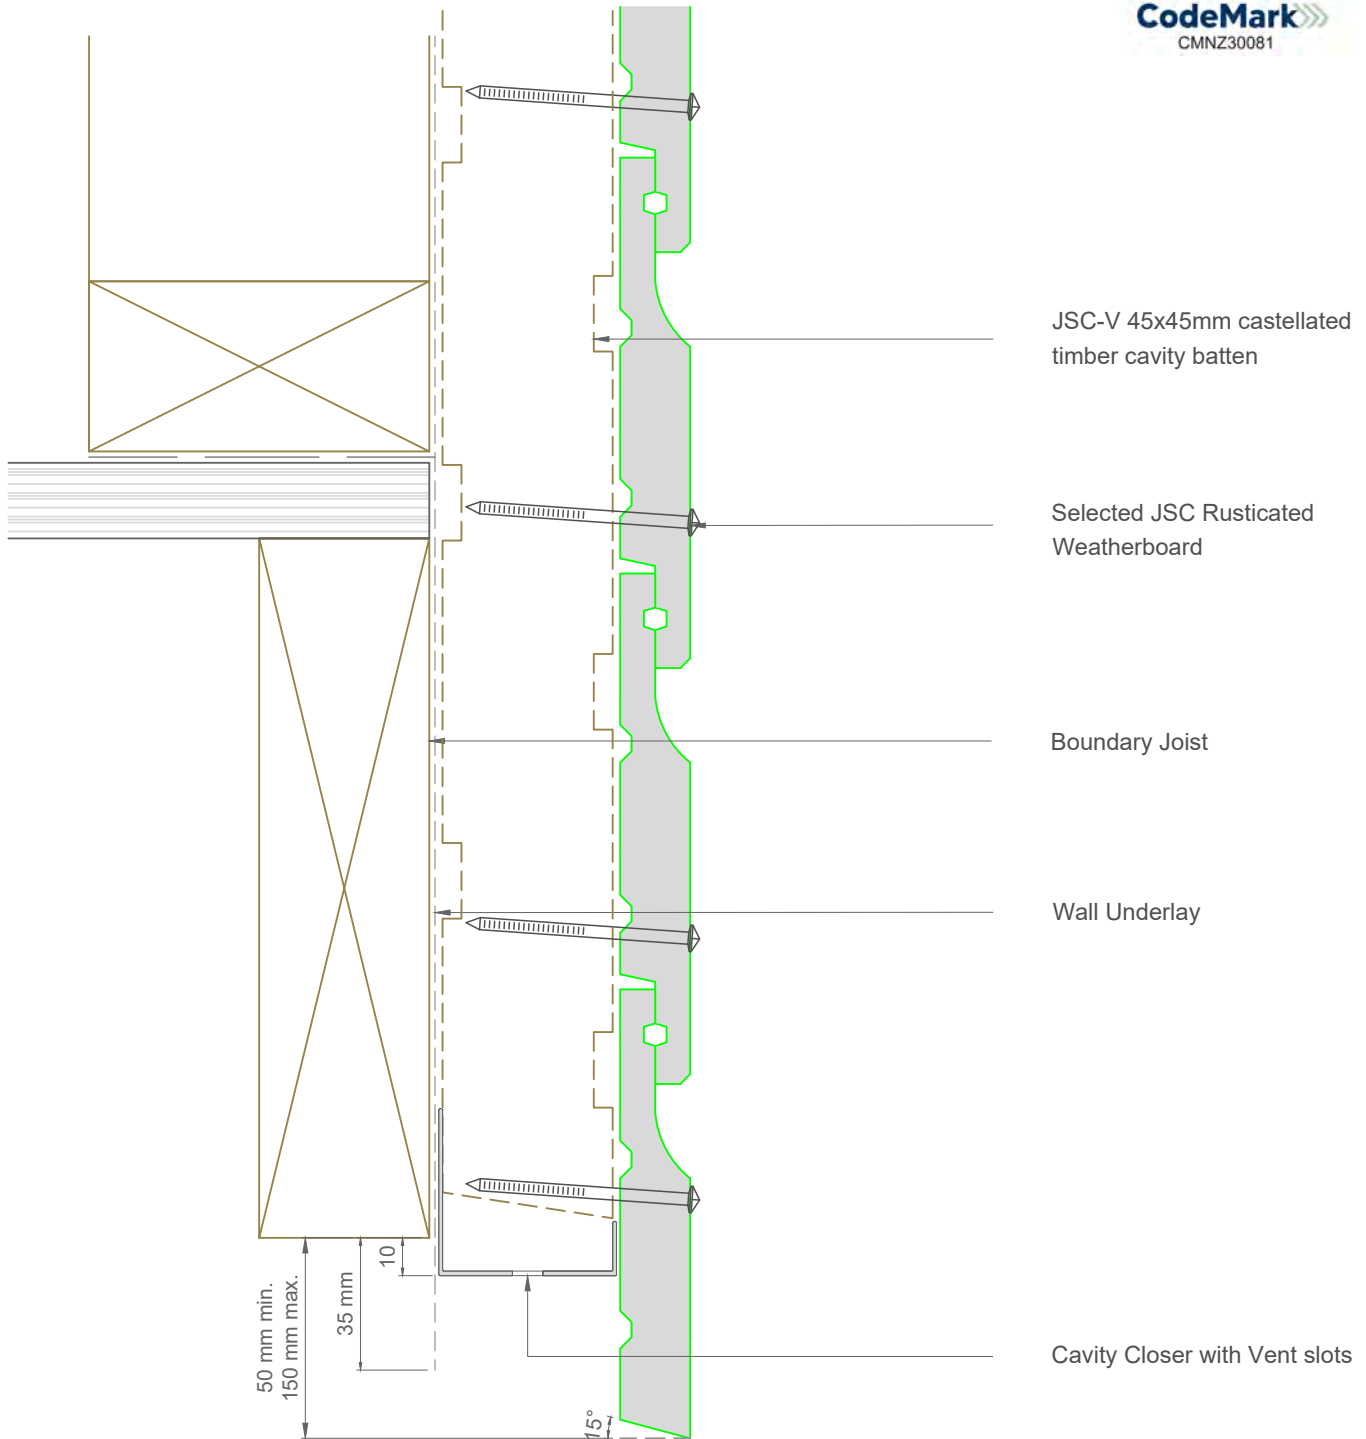 CodeMark
CMNZ30081
JSC-V 45x45mm castellated
timber cavity batten
Selected JSC Rusticated
Weatherboard
Boundary Joist
Wall Underlay
10
35 mm
50 mm min.
150 mm max.
Cavity Closer with Vent slots
15°